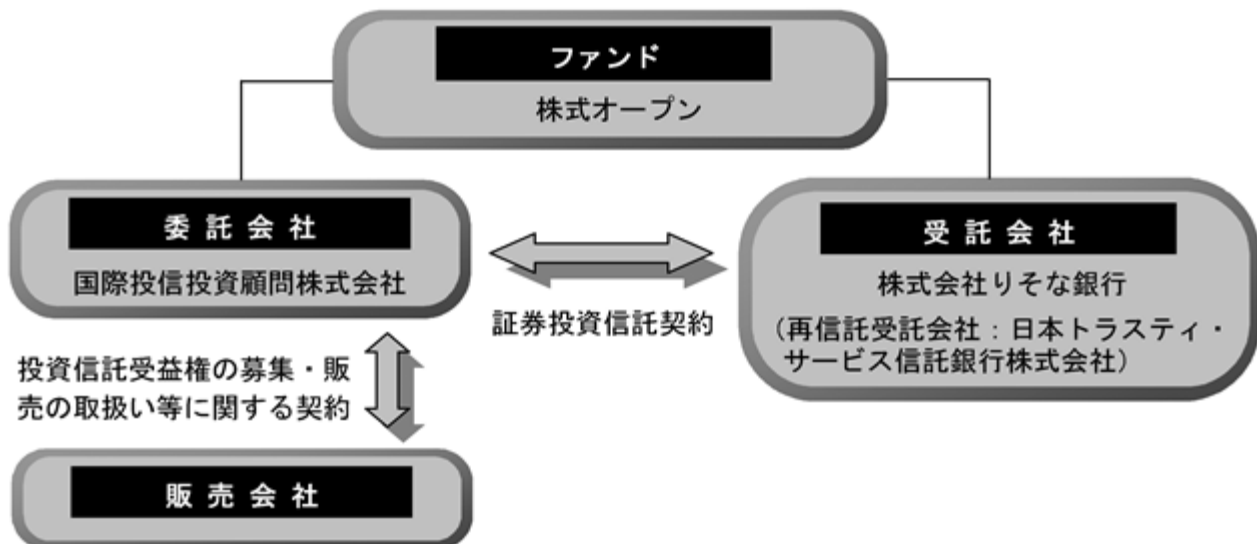 ファンド
株式オープン
委託会社
国際投信投資顧問株式会社
受託会社
株式会社りそな銀行
（再信託受託会社：日本トラスティ・
サービス信託銀行株式会社）
証券投資信託契約
投資信託受益権の募集・販
売の取扱い等に関する契約
販売会社